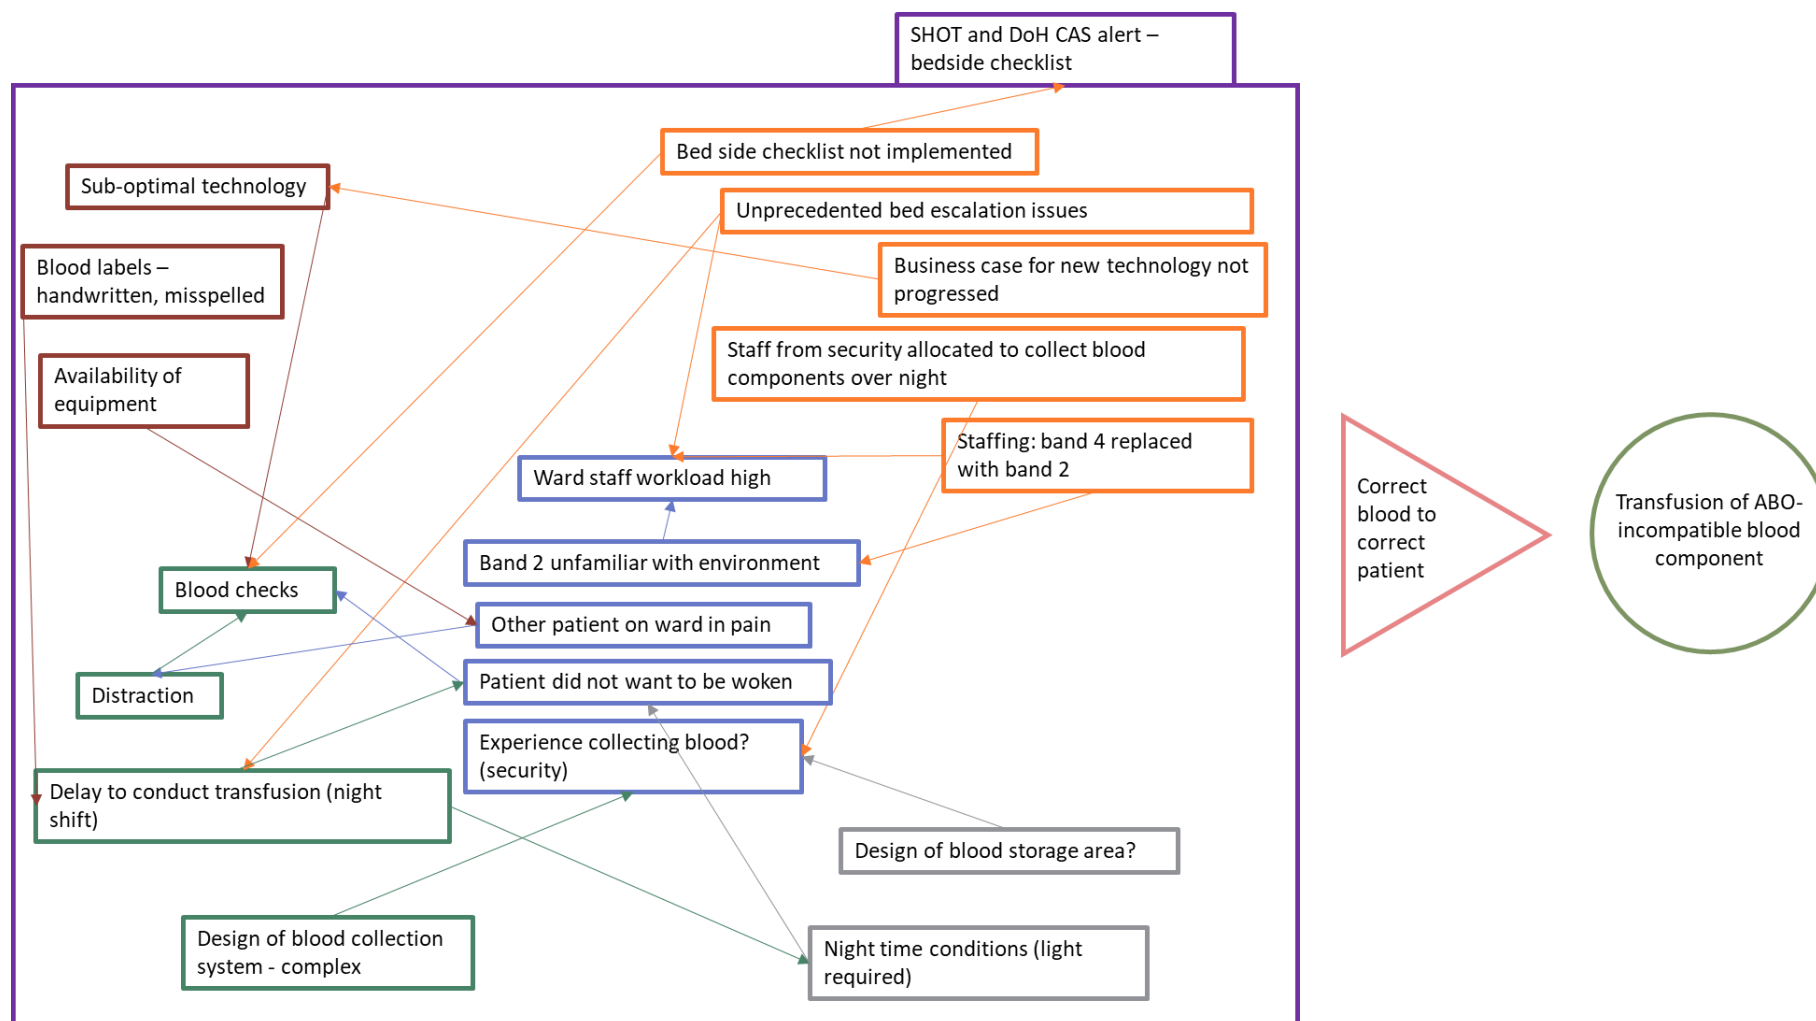 SHOT and DoH CAS alert –
bedside checklist
Bed side checklist not implemented
Sub-optimal technology
Unprecedented bed escalation issues
Blood labels –
handwritten, misspelled
Business case for new technology not
progressed
Staff from security allocated to collect blood
components over night
Availability of
equipment
Staffing: band 4 replaced
with band 2
Ward staff workload high
Band 2 unfamiliar with environment
Blood checks
Other patient on ward in pain
Distraction
Patient did not want to be woken
Experience collecting blood?
(security)
Delay to conduct transfusion (night
shift)
Design of blood storage area?
Design of blood collection
system - complex
Night time conditions (light
required)
Correct
blood to
correct
patient
Transfusion of ABO-
incompatible blood
component